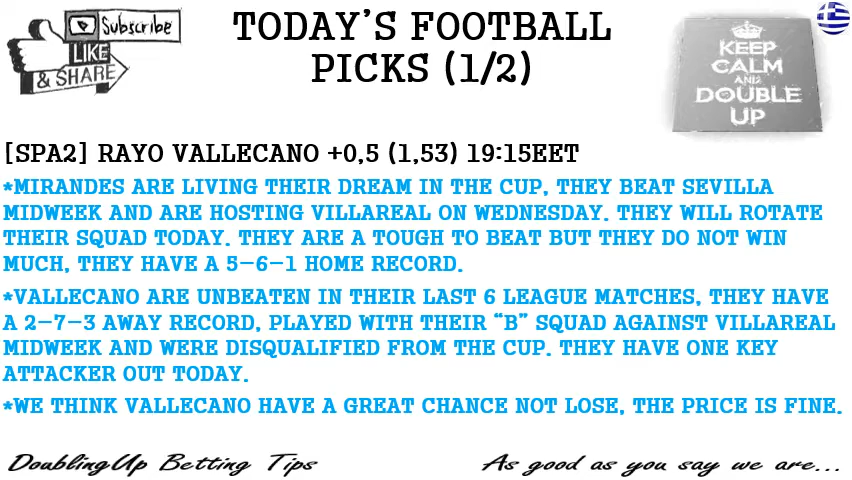 Subscribe
LIKE
& SHARE
TODAY'S FOOTBALL
PICKS (1/2)
KEEP
CALM
AND
DOUBLE
UP
[SPA2] RAYO VALLECANO +0,5 (1,53) 19:15EET
*MIRANDES ARE LIVING THEIR DREAM IN THE CUP, THEY BEAT SEVILLA
MIDWEEK AND ARE HOSTING VILLAREAL ON WEDNESDAY. THEY WILL ROTATE
THEIR SQUAD TODAY. THEY ARE A TOUGH TO BEAT BUT THEY DO NOT WIN
MUCH, THEY HAVE A 5–6–1 HOME RECORD.
*VALLECANO ARE UNBEATEN IN THEIR LAST 6 LEAGUE MATCHES, THEY HAVE
A 2–7–3 AWAY RECORD, PLAYED WITH THEIR “B” SQUAD AGAINST VILLAREAL
MIDWEEK AND WERE DISQUALIFIED FROM THE CUP. THEY HAVE ONE KEY
ATTACKER OUT TODAY.
*WE THINK VALLECANO HAVE A GREAT CHANCE NOT LOSE, THE PRICE IS FINE.
DoublingUp Betting Tips
As good as you say we are...